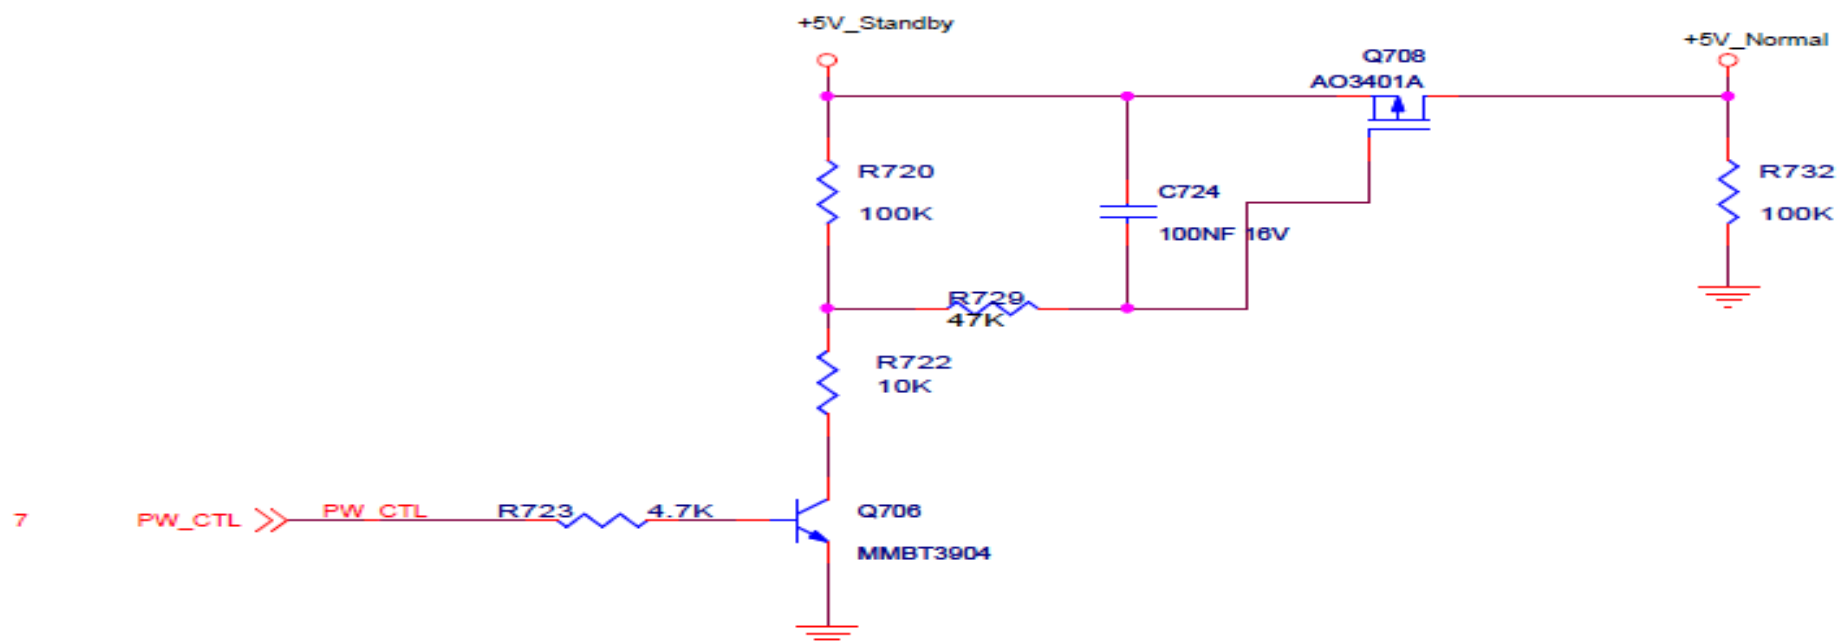 +5V_Standby
+5V_Normal
Q708
AO3401A
R720
100K
C724
100NF 16V
R732
100K
R729
47K
R722
10K
7 PW_CTL PW_CTL R723 4.7K Q706
MMBT3904